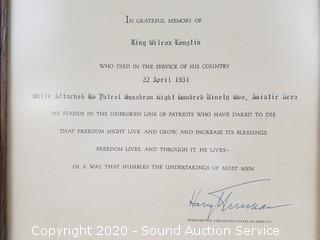 IN GRATEFUL MEMORY OF
King Wilcox Longtin
WHO DIED IN THE SERVICE OF HIS COUNTRY
22 April 1951
While Attached To Patrol Squadron Eight Hundred Ninety Two, Asiatic Area
HE STANDS IN THE UNBROKEN LINE OF PATRIOTS WHO HAVE DARED TO DIE
THAT FREEDOM MIGHT LIVE, AND GROW, AND INCREASE ITS BLESSINGS
FREEDOM LIVES, AND THROUGH IT, HE LIVES—
IN A WAY THAT HUMBLES THE UNDERTAKINGS OF MOST MEN
Harry Truman
PRESIDENT OF THE UNITED STATES OF AMERICA
Copyright 2020 - Sound Auction Service